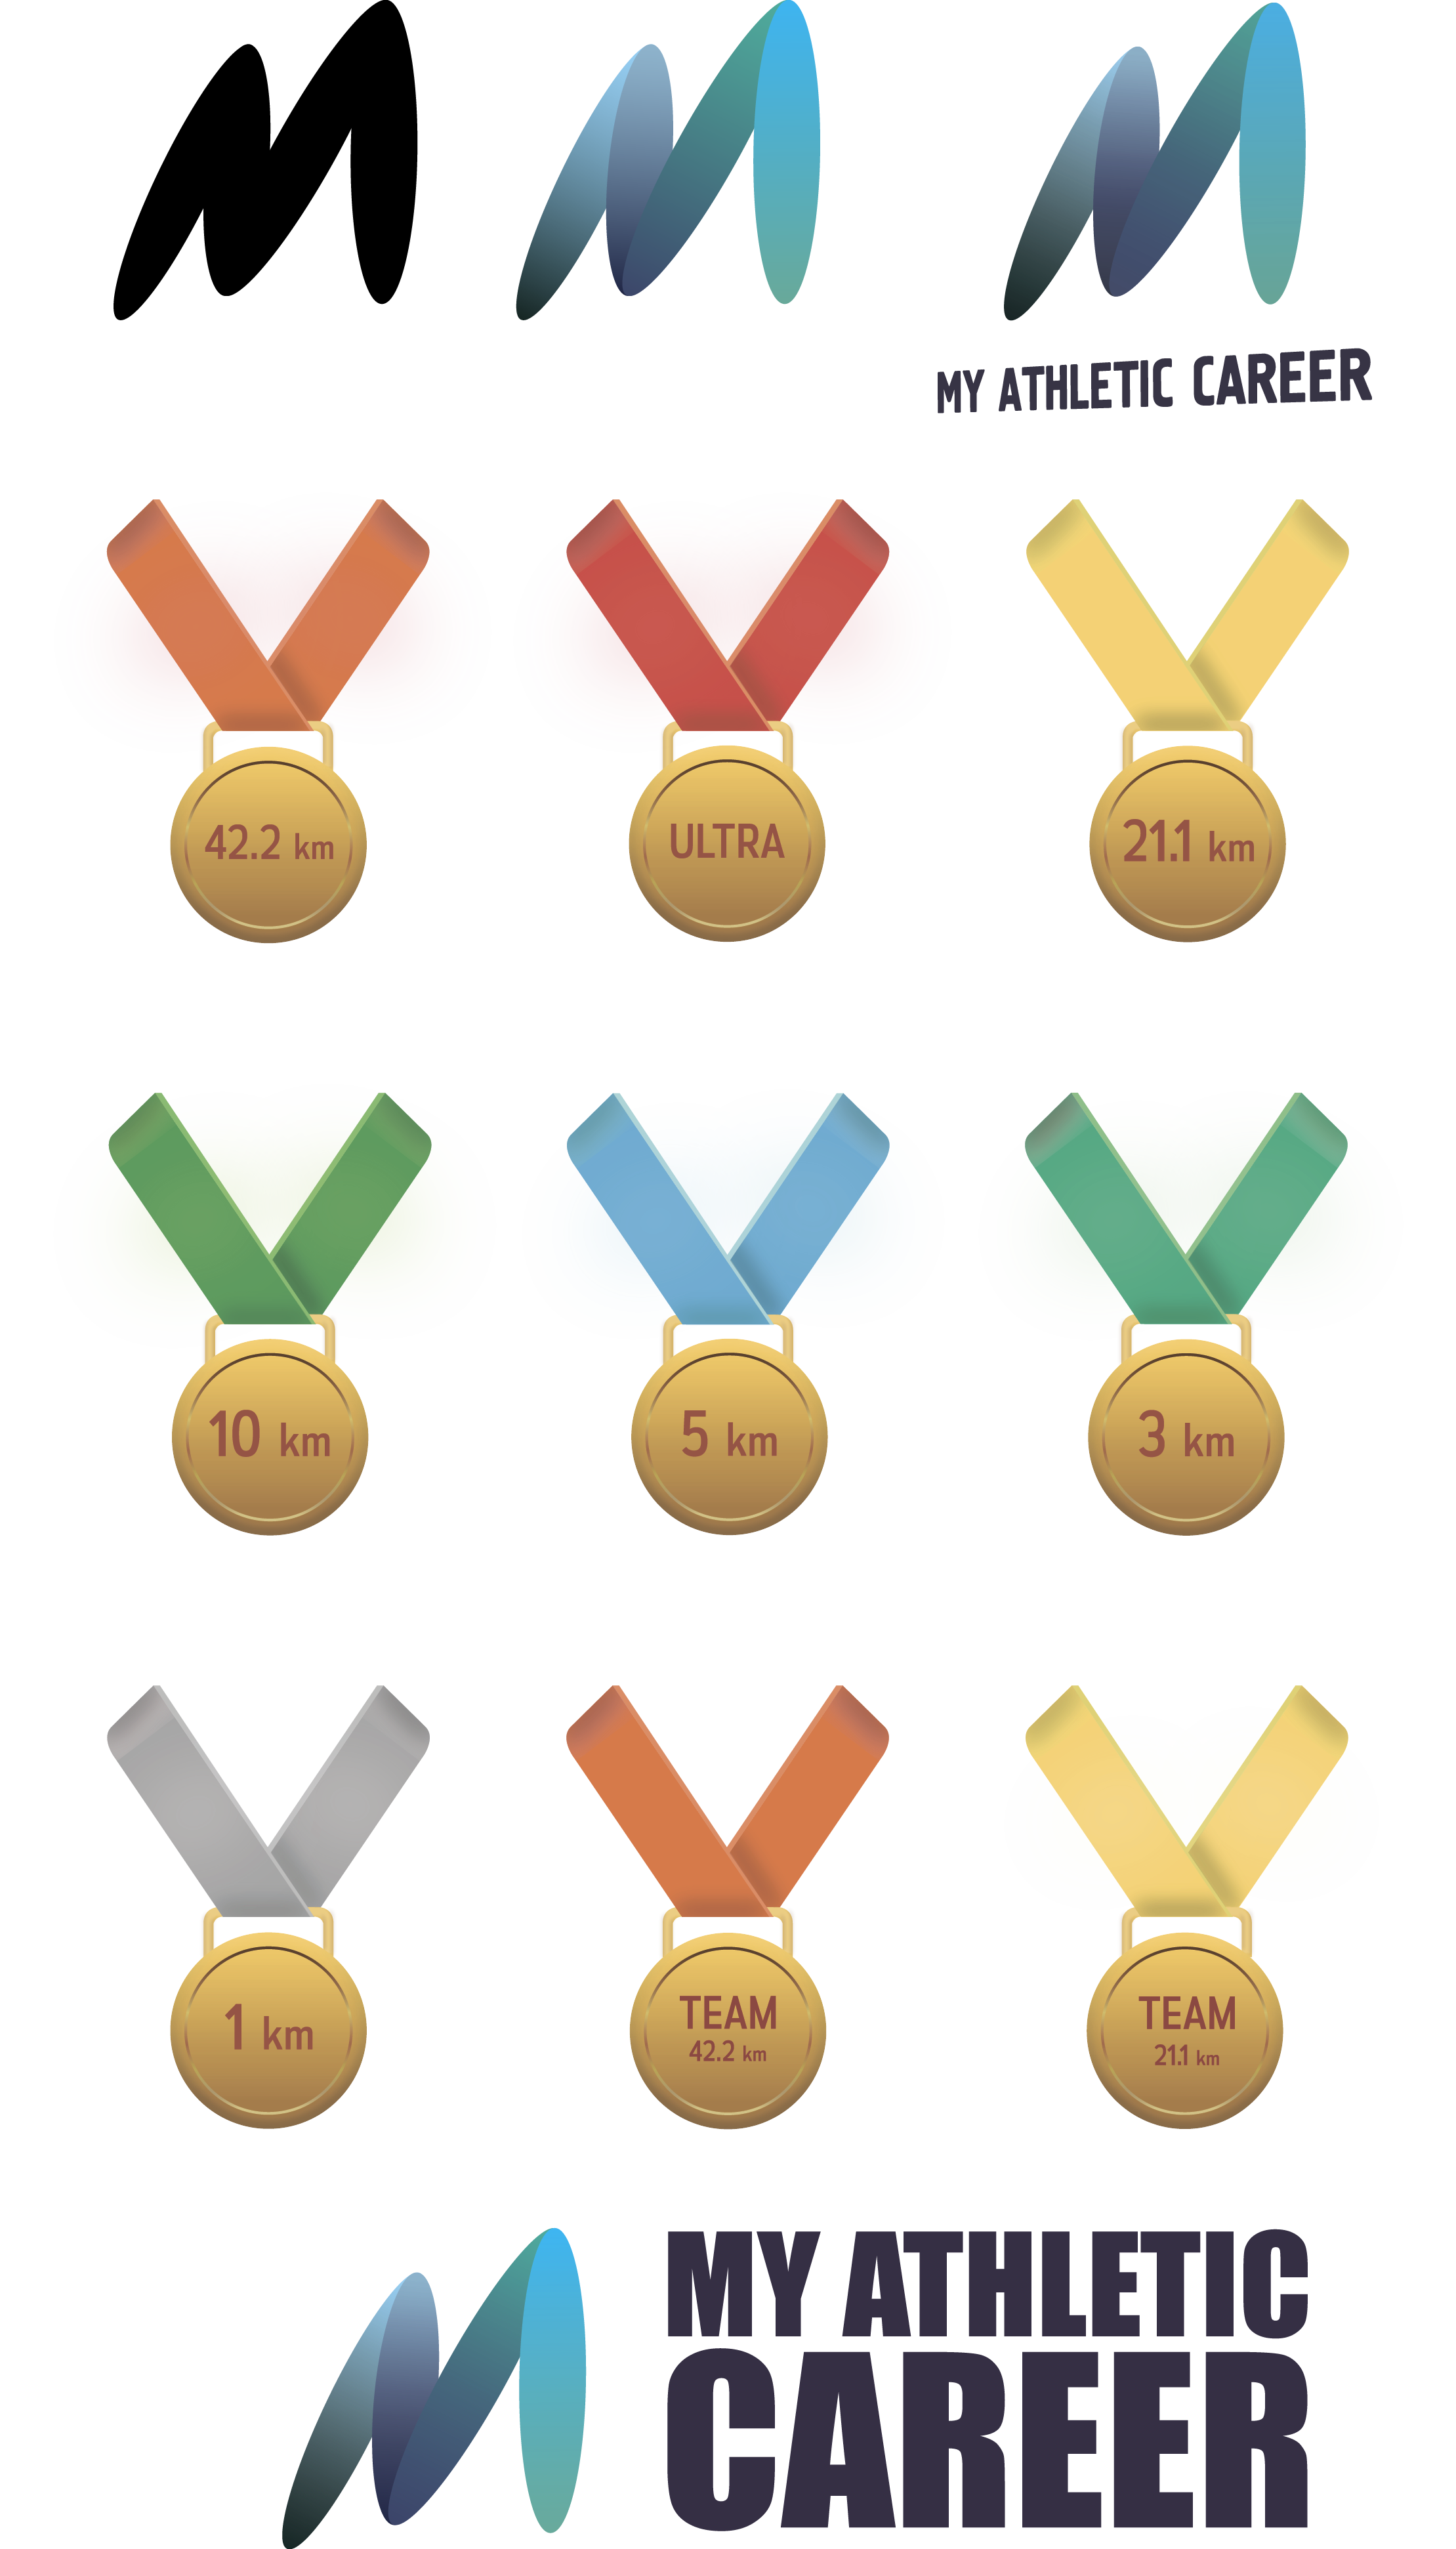 MY ATHLETIC CAREER
42.2 km
ULTRA
21.1 km
10 km
5 km
3 km
1 km
TEAM
42.2 km
TEAM
21.1 km
MY ATHLETIC
CAREER